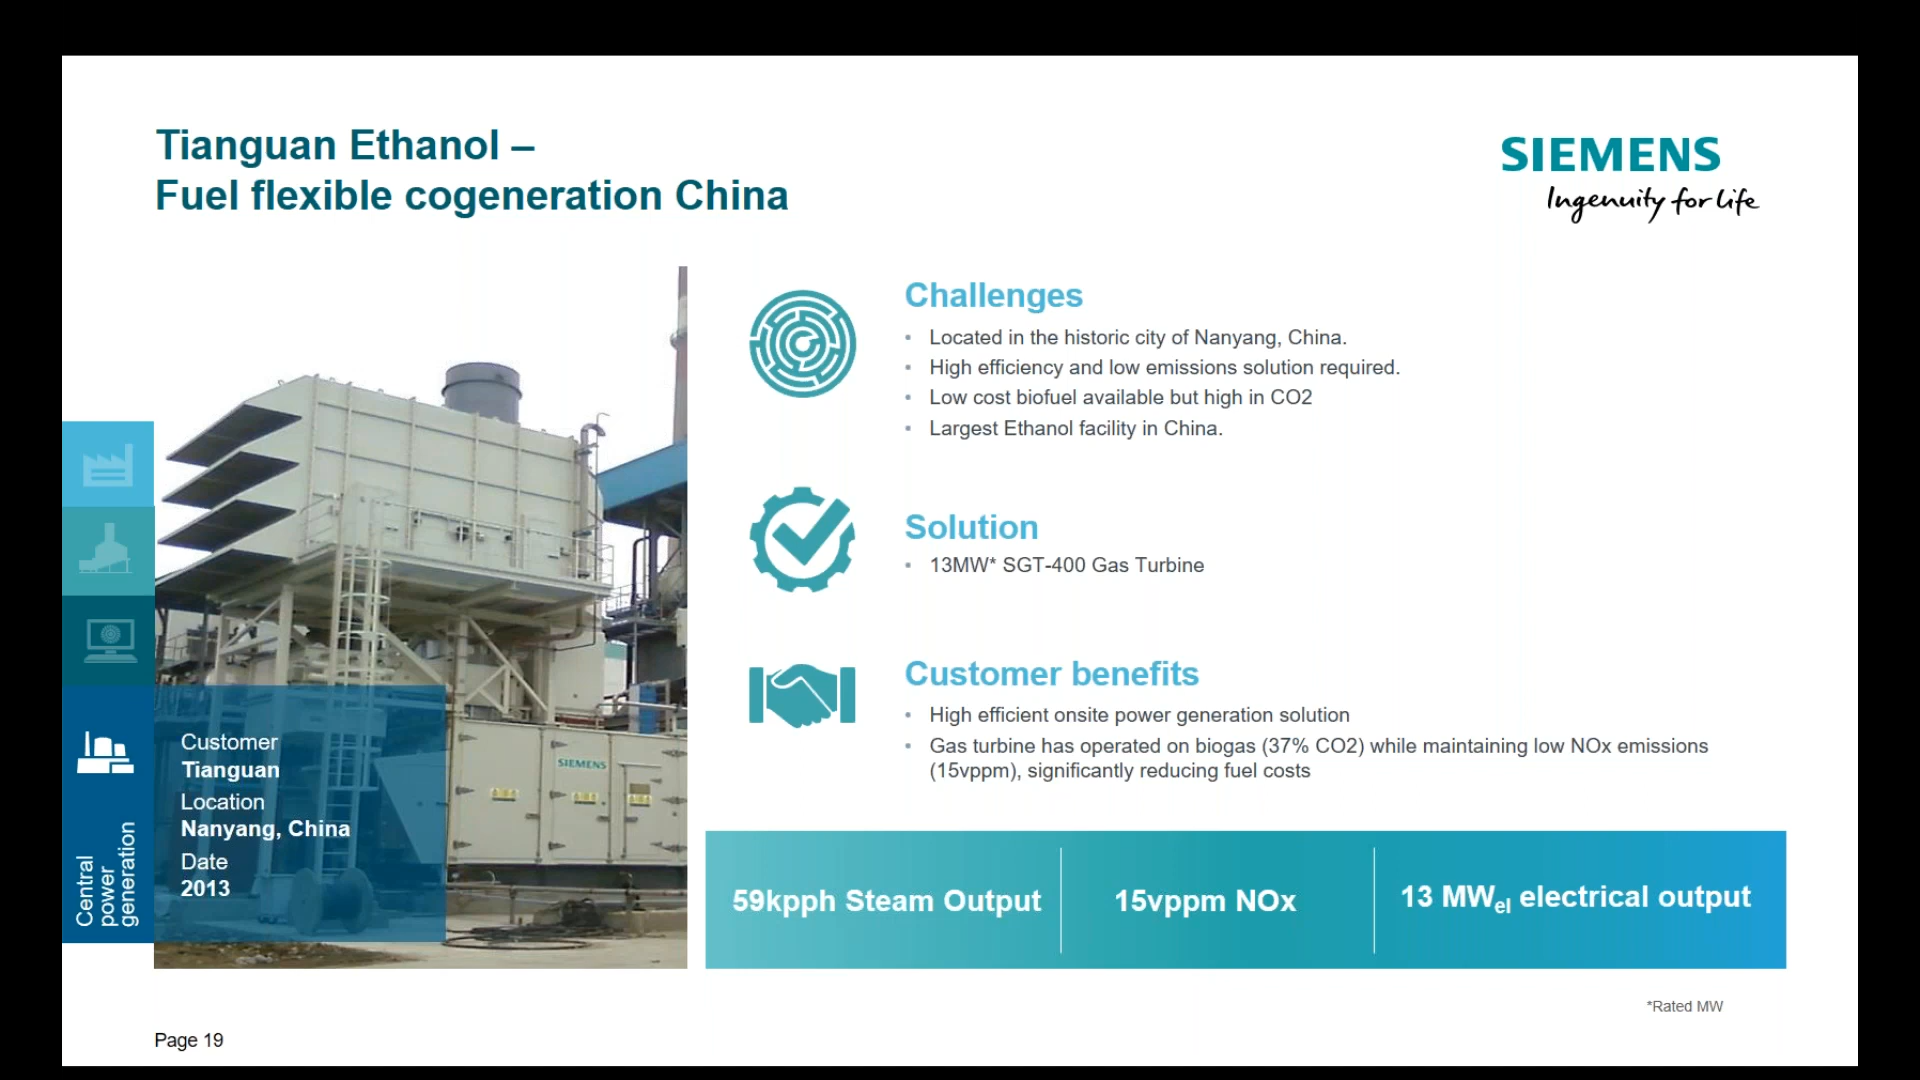 Tianguan Ethanol –
Fuel flexible cogeneration China
SIEMENS
Ingenuity for life
Challenges
• Located in the historic city of Nanyang, China.
• High efficiency and low emissions solution required.
• Low cost biofuel available but high in CO2
• Largest Ethanol facility in China.
Solution
• 13MW* SGT-400 Gas Turbine
Customer benefits
• High efficient onsite power generation solution
• Gas turbine has operated on biogas (37% CO2) while maintaining low NOx emissions
(15vppm), significantly reducing fuel costs
SIEMENS
Customer
Tianguan
Location
Nanyang, China
Date
2013
Central
power
generation
59kpph Steam Output
15vppm NOx
13 MWel electrical output
*Rated MW
Page 19